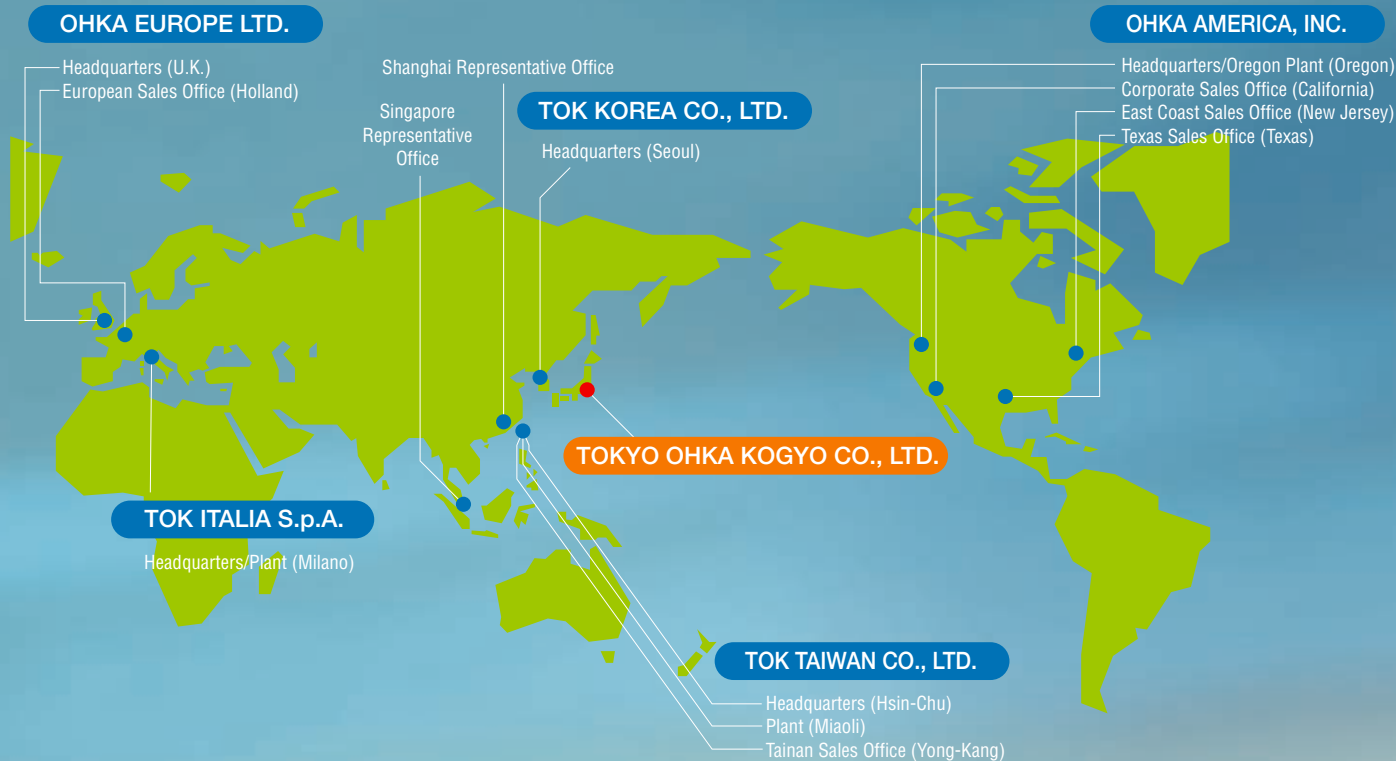 OHKA EUROPE LTD.
Headquarters (U.K.)
European Sales Office (Holland)
Shanghai Representative Office
Singapore
Representative
Office
TOK KOREA CO., LTD.
Headquarters (Seoul)
OHKA AMERICA, INC.
Headquarters/Oregon Plant (Oregon)
Corporate Sales Office (California)
East Coast Sales Office (New Jersey)
Texas Sales Office (Texas)
TOKYO OHKA KOGYO CO., LTD.
TOK ITALIA S.p.A.
Headquarters/Plant (Milano)
TOK TAIWAN CO., LTD.
Headquarters (Hsin-Chu)
Plant (Miaoli)
Tainan Sales Office (Yong-Kang)